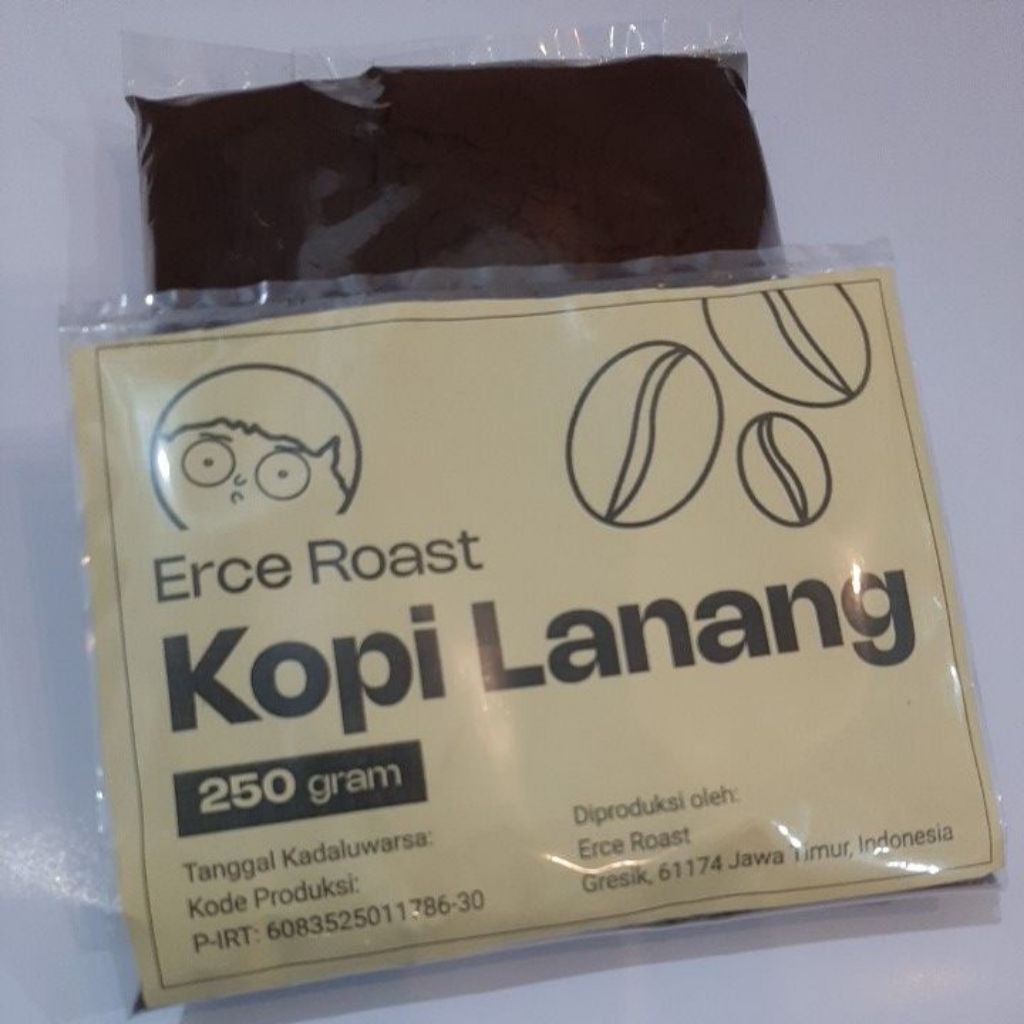 Erce Roast
Kopi Lanang
250 gram
Tanggal Kadaluwarsa:
Kode Produksi:
P-IRT: 6083525011786-30
Diproduksi oleh:
Erce Roast
Gresik, 61174 Jawa Timur, Indonesia